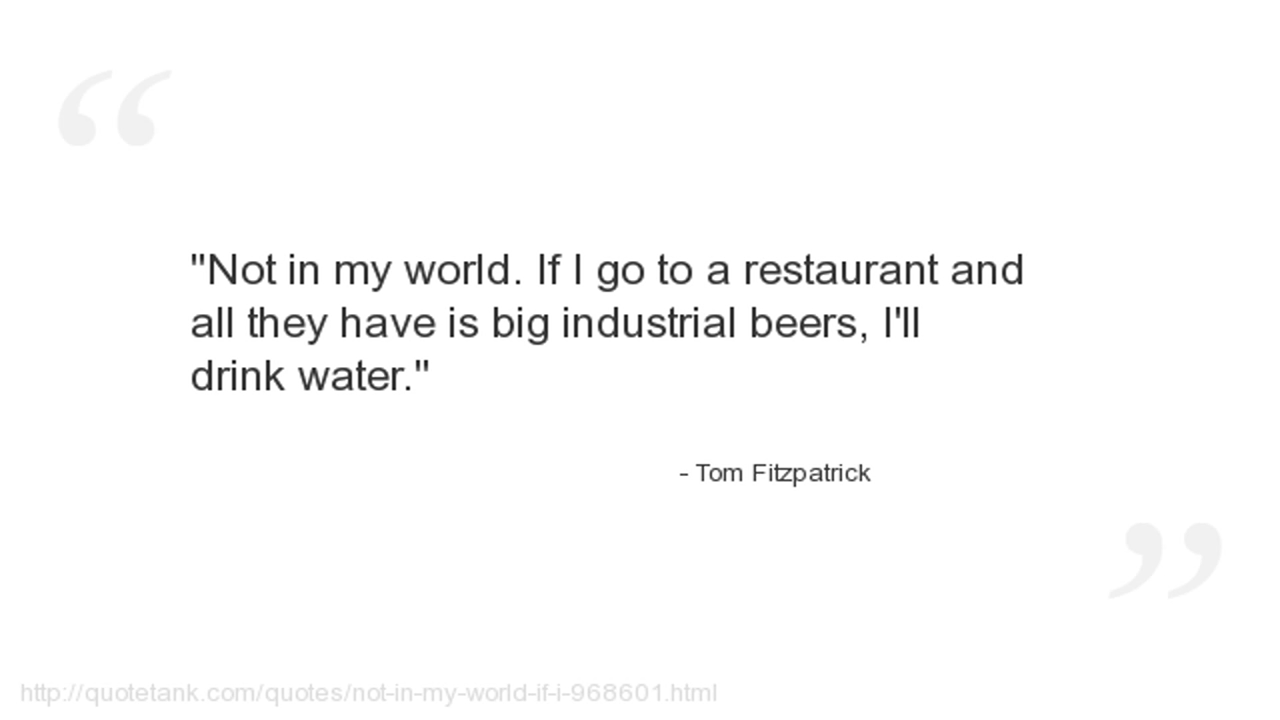 "Not in my world. If I go to a restaurant and
all they have is big industrial beers, I'll
drink water."
- Tom Fitzpatrick
http://quotetank.com/quotes/not-in-my-world-if-i-968601.html